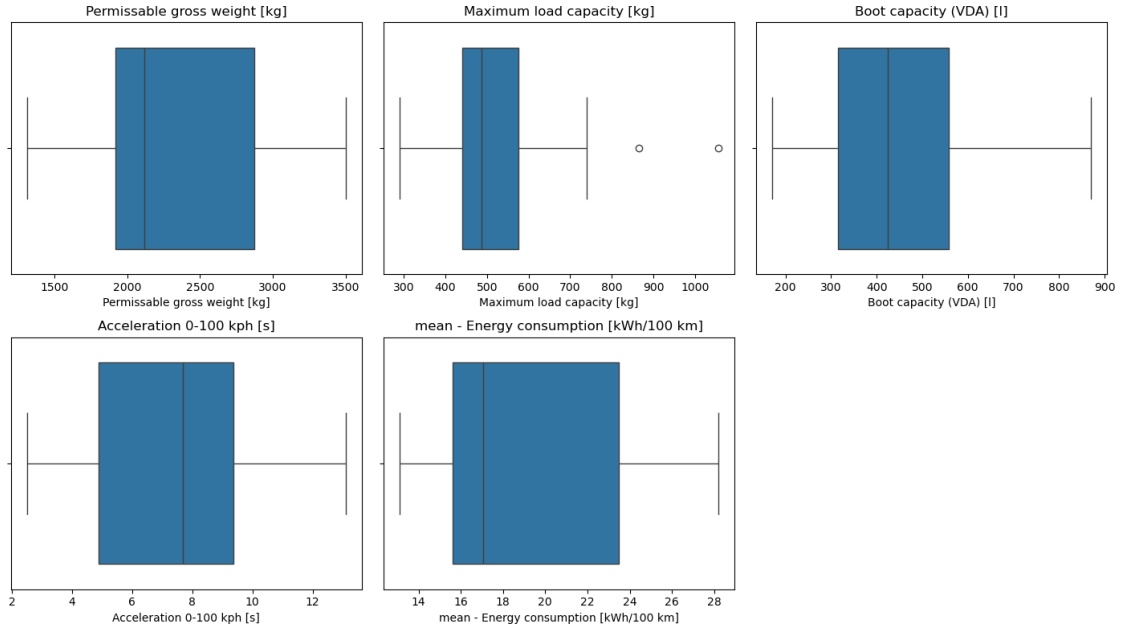 Permissable gross weight [kg]
Maximum load capacity [kg]
Boot capacity (VDA) [l]
1500 2000 2500 3000 3500
300 400 500 600 700 800 900 1000
200 300 400 500 600 700 800 900
Permissable gross weight [kg]
Maximum load capacity [kg]
Boot capacity (VDA) [l]
Acceleration 0-100 kph [s]
mean - Energy consumption [kWh/100 km]
2 4 6 8 10 12
14 16 18 20 22 24 26 28
Acceleration 0-100 kph [s]
mean - Energy consumption [kWh/100 km]